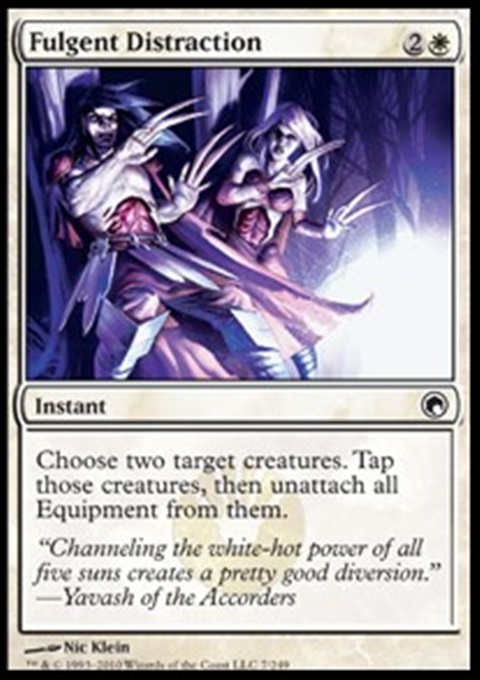 Fulgent Distraction 2
Instant
Choose two target creatures. Tap
those creatures, then unattach all
Equipment from them.
"Channeling the white-hot power of all
five suns creates a pretty good diversion."
—Yavash of the Accorders
Nic Klein
™ & © 1993-2010 Wizards of the Coast LLC 7/249